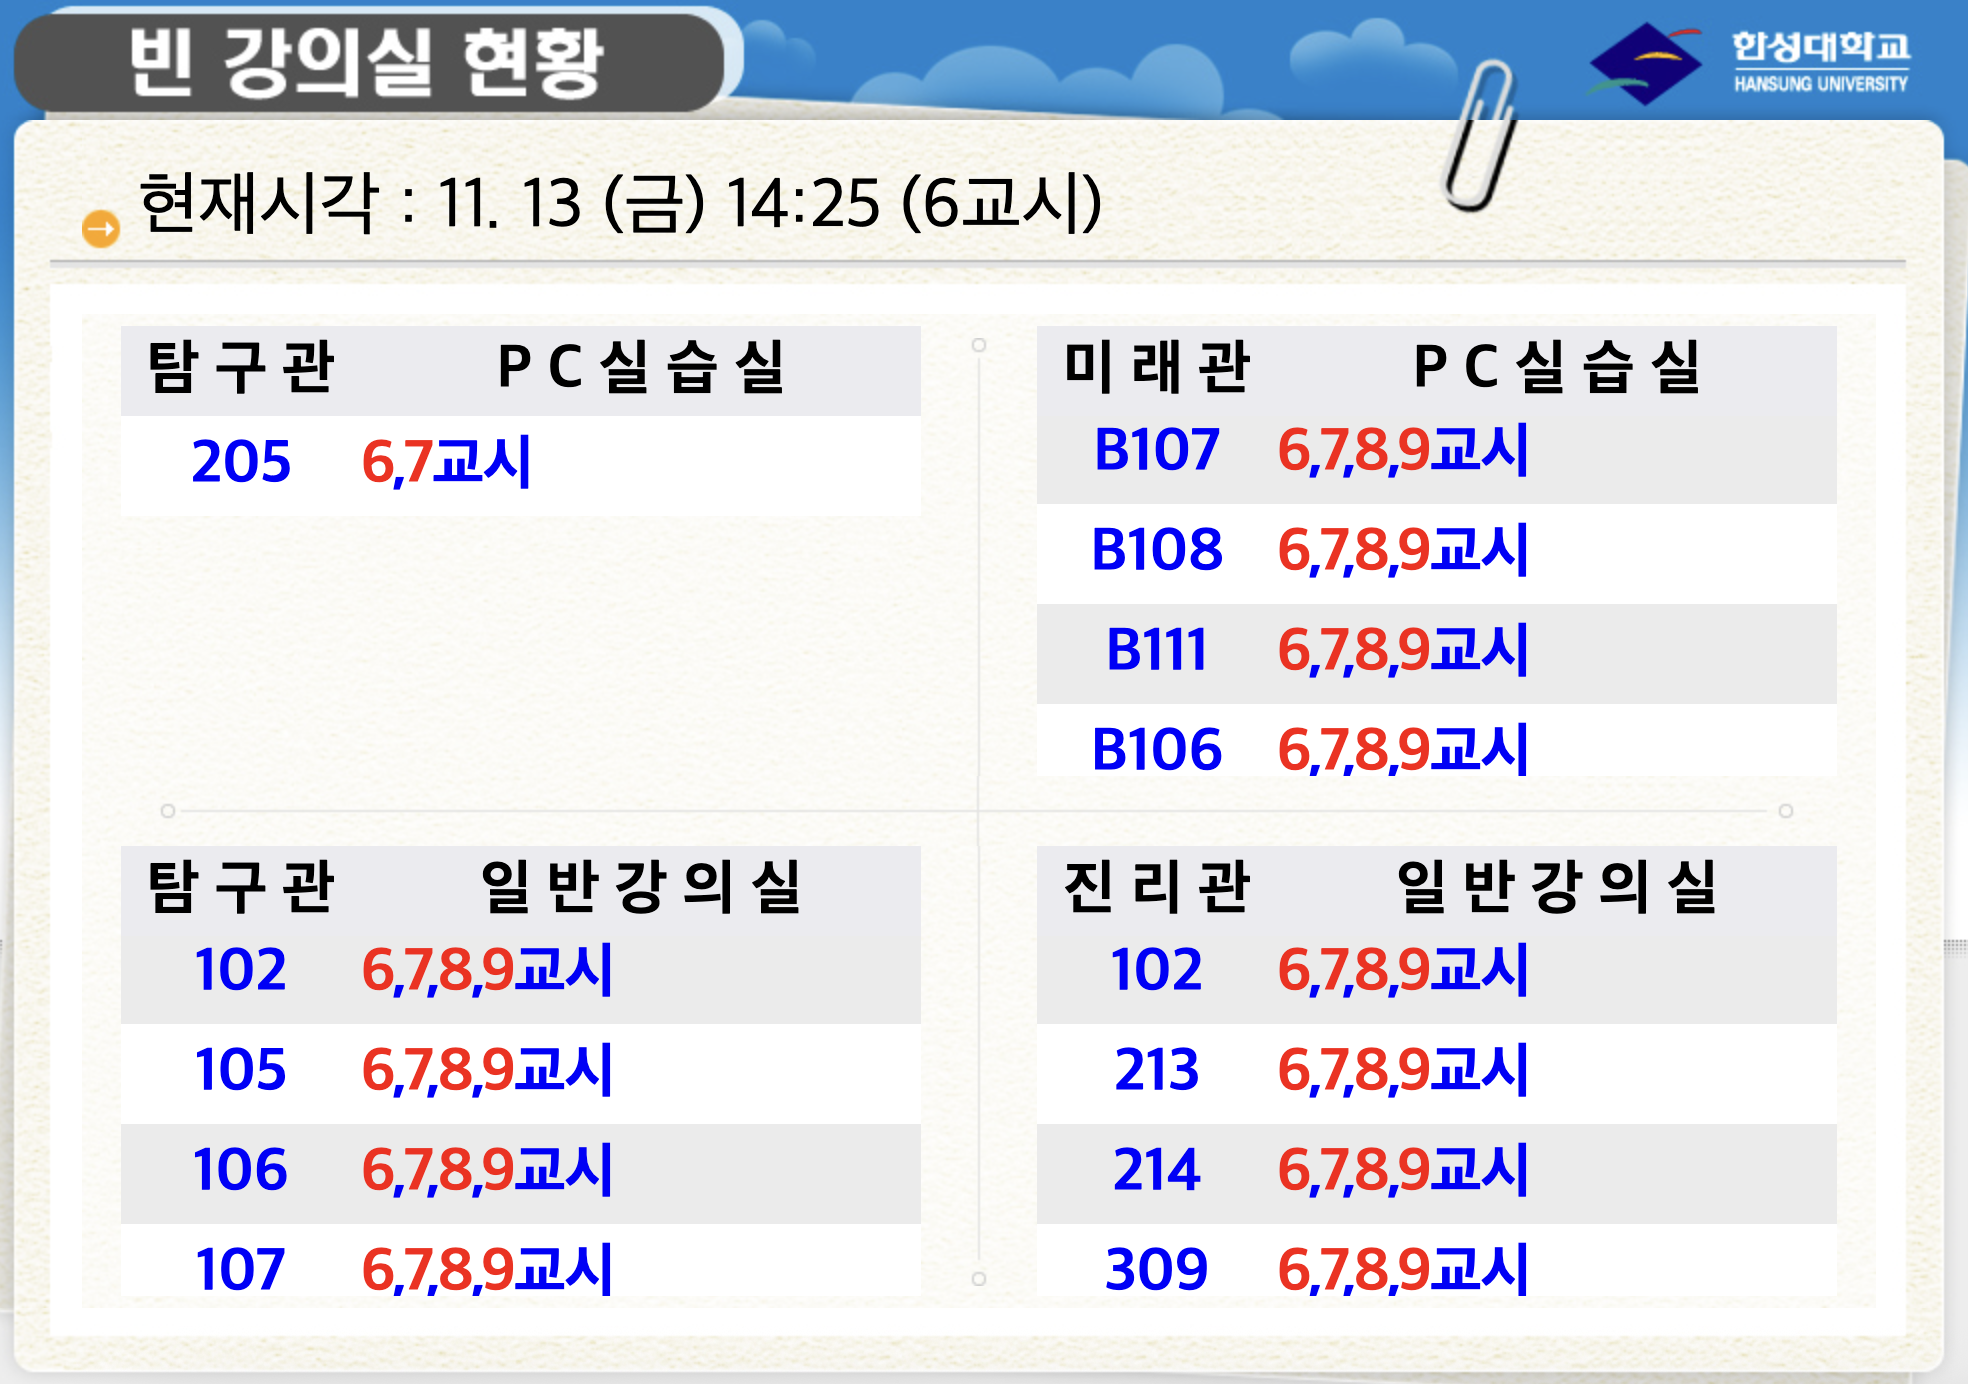 빈 강의실 현황
한성대학교
HANSUNG UNIVERSITY
현재시각 : 11. 13 (금) 14:25 (6교시)
탐구관 PC실습실
205 6,7교시
미래관 PC실습실
B107 6,7,8,9교시
B108 6,7,8,9교시
B111 6,7,8,9교시
B106 6,7,8,9교시
탐구관 일반강의실
102 6,7,8,9교시
105 6,7,8,9교시
106 6,7,8,9교시
107 6,7,8,9교시
진리관 일반강의실
102 6,7,8,9교시
213 6,7,8,9교시
214 6,7,8,9교시
309 6,7,8,9교시